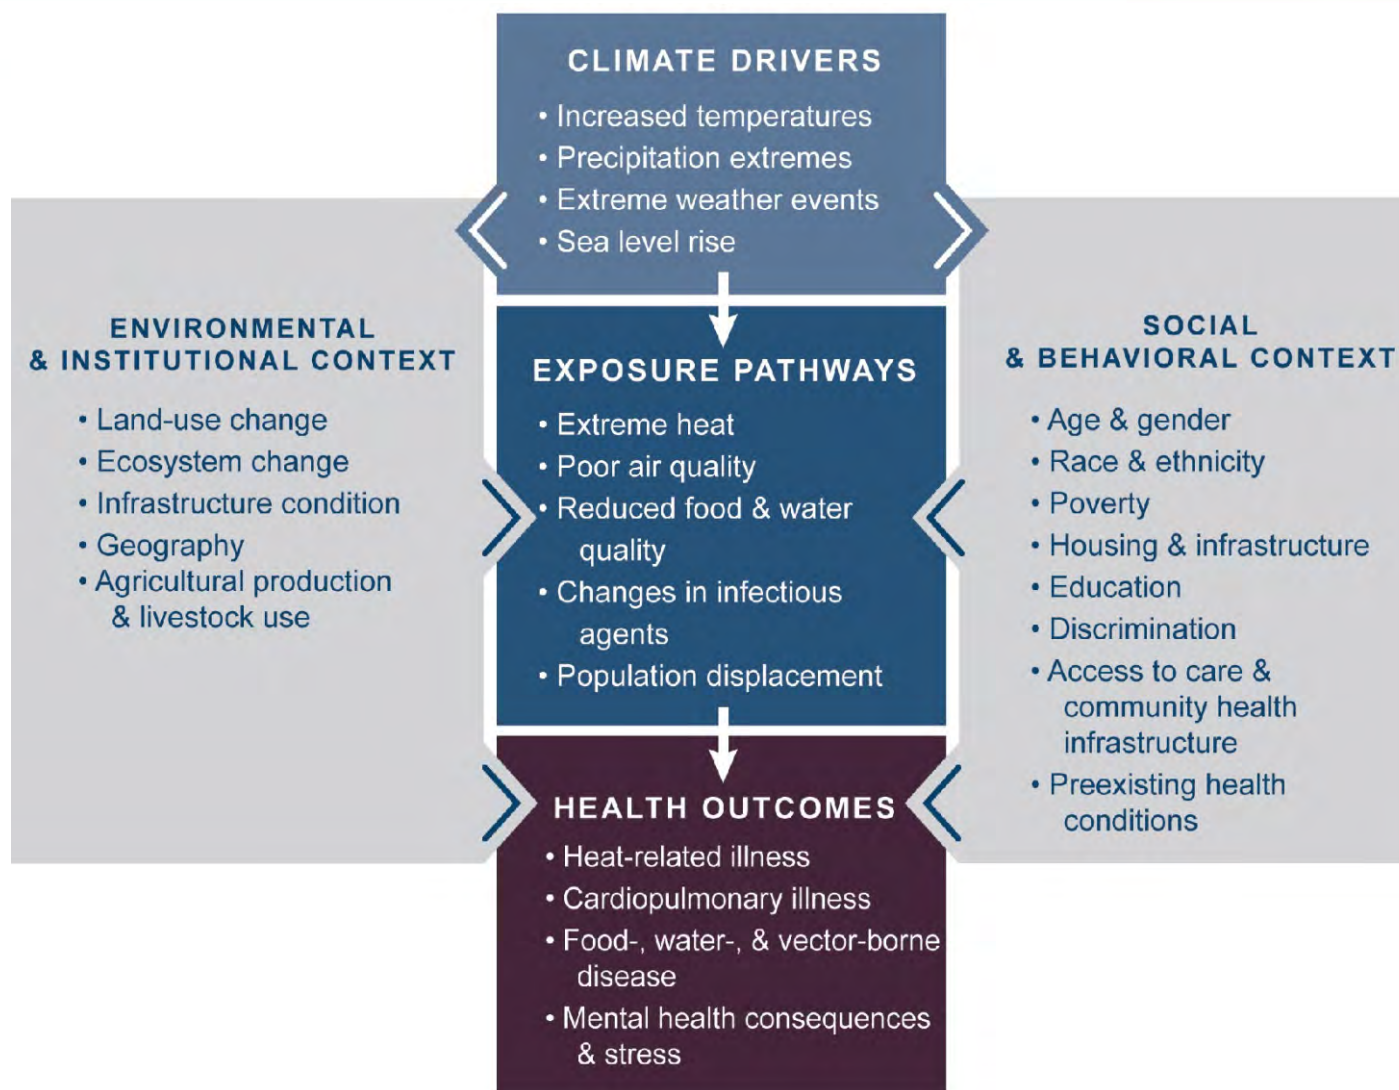 CLIMATE DRIVERS
• Increased temperatures
• Precipitation extremes
• Extreme weather events
• Sea level rise
ENVIRONMENTAL
& INSTITUTIONAL CONTEXT
• Land-use change
• Ecosystem change
• Infrastructure condition
• Geography
• Agricultural production
& livestock use
EXPOSURE PATHWAYS
• Extreme heat
• Poor air quality
• Reduced food & water
quality
• Changes in infectious
agents
• Population displacement
SOCIAL
& BEHAVIORAL CONTEXT
• Age & gender
• Race & ethnicity
• Poverty
• Housing & infrastructure
• Education
• Discrimination
• Access to care &
community health
infrastructure
• Preexisting health
conditions
HEALTH OUTCOMES
• Heat-related illness
• Cardiopulmonary illness
• Food-, water-, & vector-borne
disease
• Mental health consequences
& stress